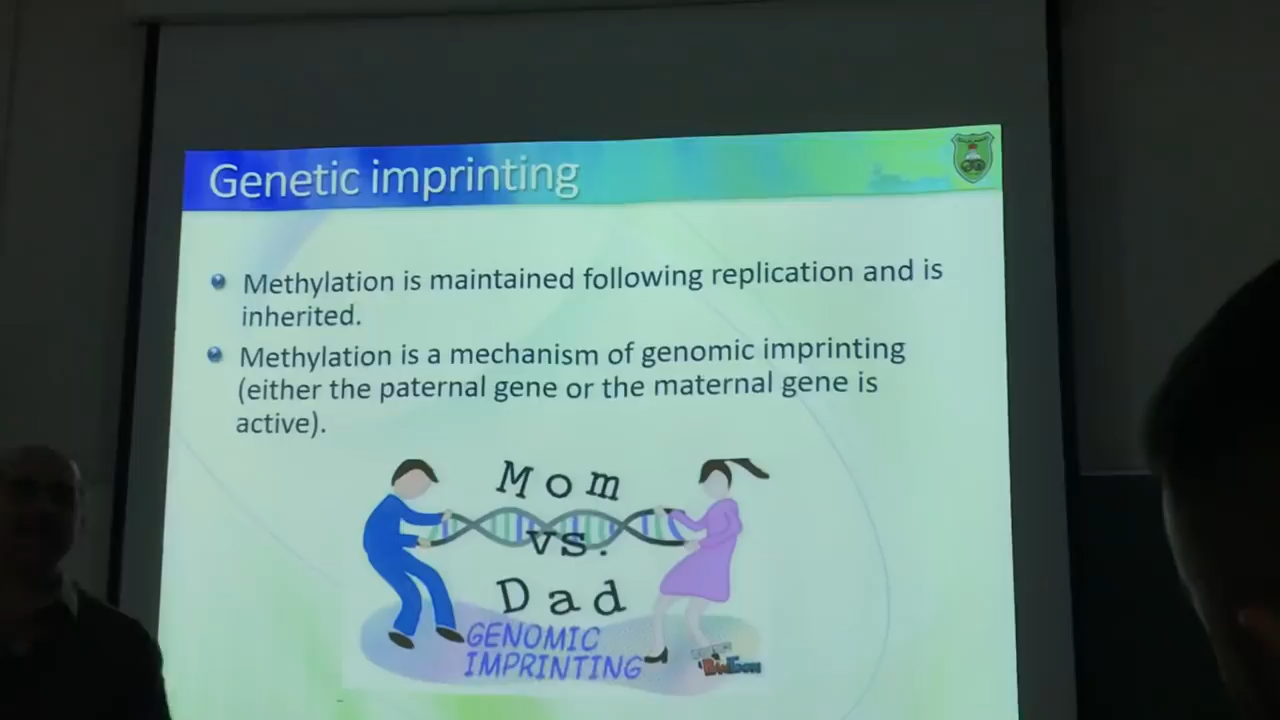 Genetic imprinting
Methylation is maintained following replication and is
inherited.
Methylation is a mechanism of genomic imprinting
(either the paternal gene or the maternal gene is
active).
Mom
vs.
Dad
GENOMIC
IMPRINTING